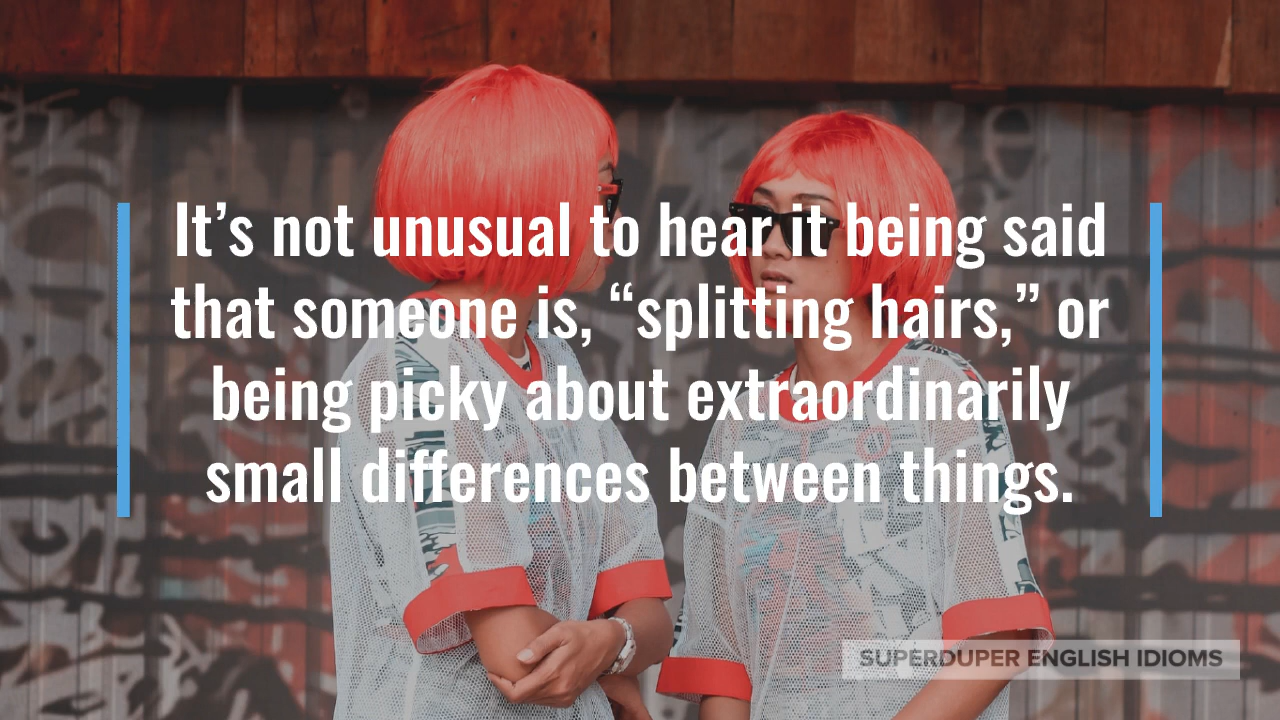 It’s not unusual to hear it being said
that someone is, “splitting hairs,” or
being picky about extraordinarily
small differences between things.
SUPERDUPER ENGLISH IDIOMS